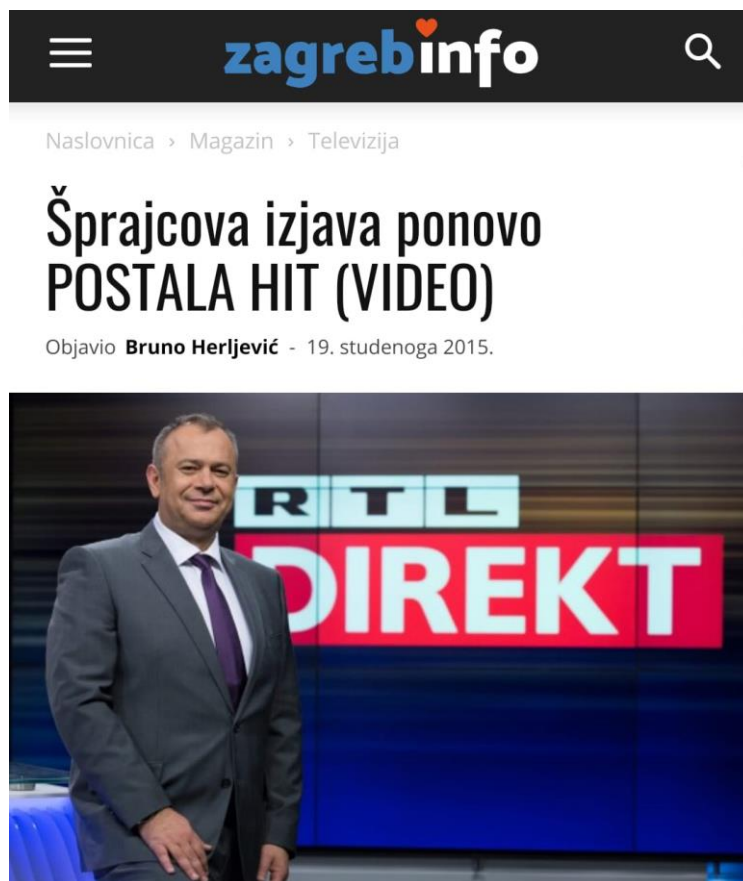 zagrebinfo
Naslovnica › Magazin › Televizija
Šprajcova izjava ponovo
POSTALA HIT (VIDEO)
Objavio Bruno Herljević - 19. studenoga 2015.
RTL
DIREKT